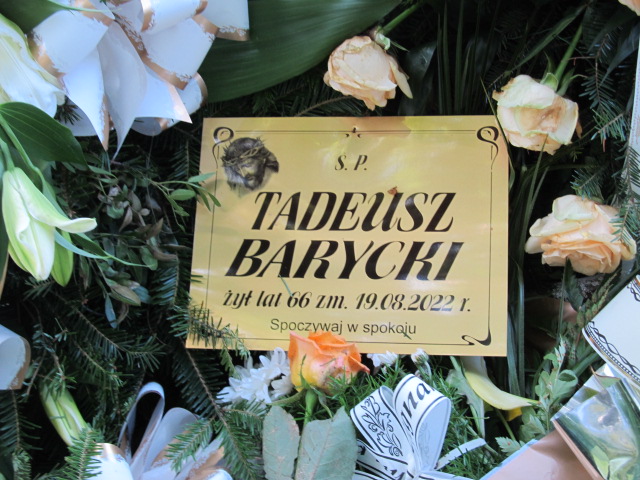 Ś. P.
TADEUSZ
BARYCKI
żył lat 66 zm. 19.08.2022 r.
Spoczywaj w spokoju